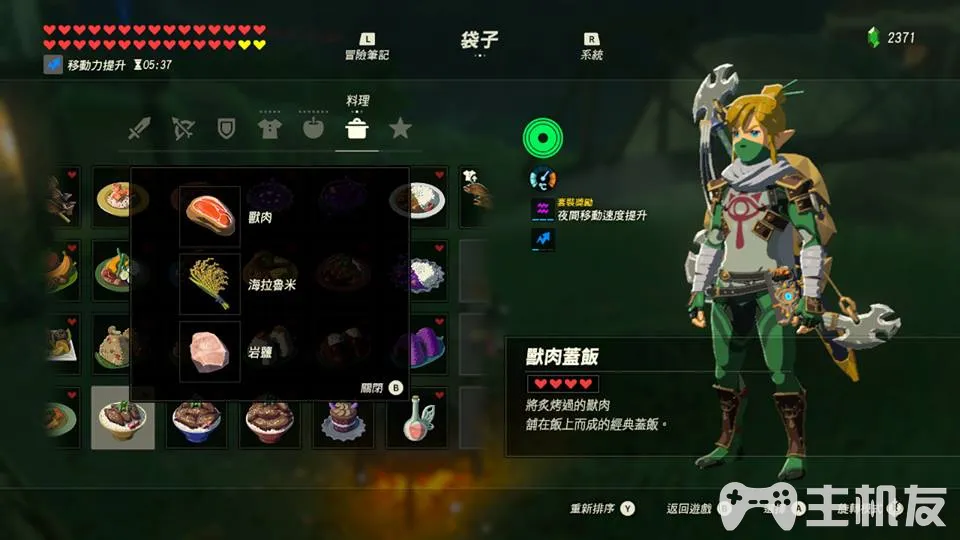 L
冒險筆記
袋子
R
系統
2371
移動力提升 05:37
料理
獸肉
海拉魯米
岩鹽
關閉 B
套裝獎勵
夜間移動速度提升
獸肉蓋飯
將炙烤過的獸肉
舖在飯上而成的經典蓋飯。
重新排序 Y
返回遊戲
主机友